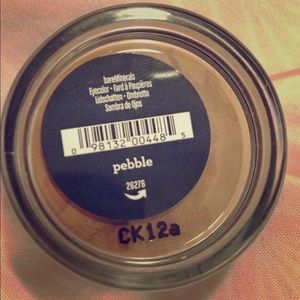 bareMinerals
Eyecolor • Fard à Paupières
Lidschatten • Ombretto
Sombra de Ojos
0 98132 00448 5
pebble
26276
CK12a